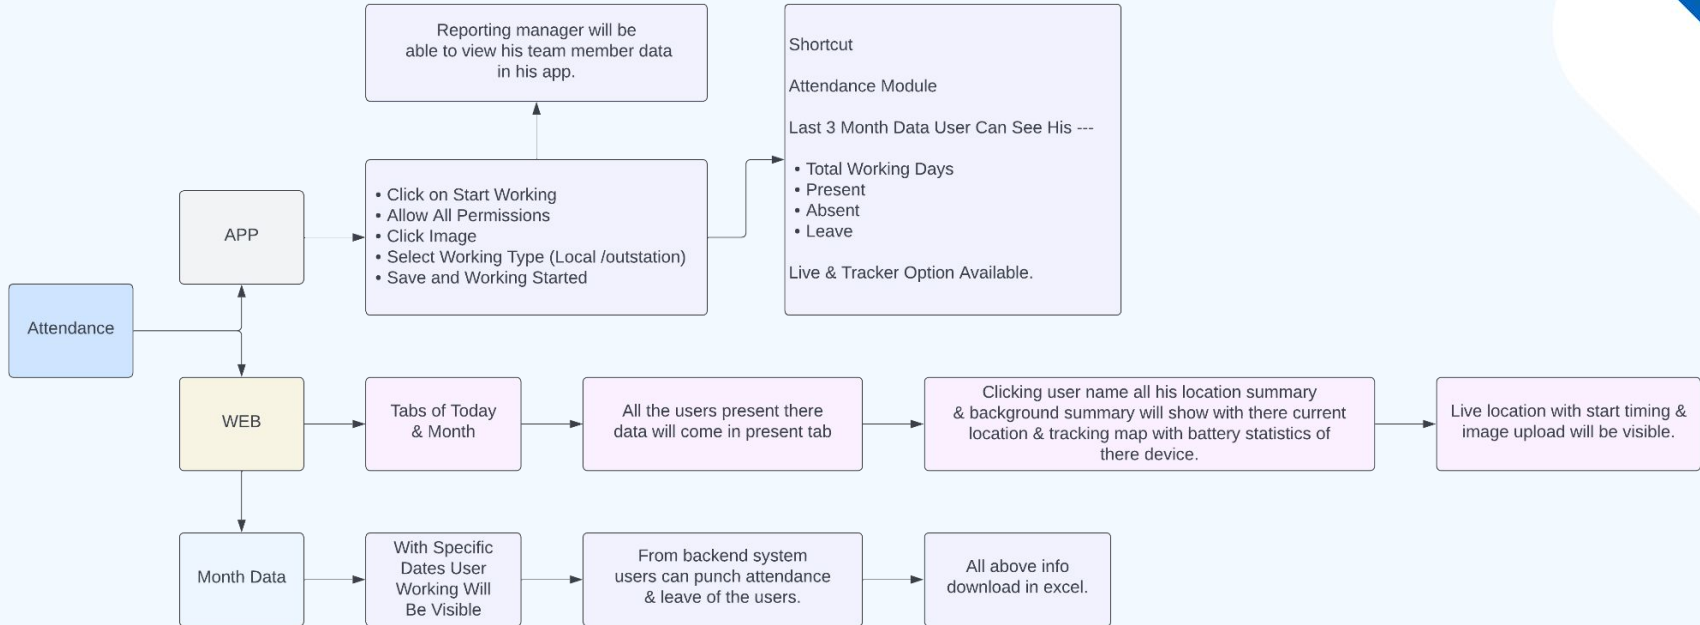 Reporting manager will be
able to view his team member data
in his app.
Shortcut
Attendance Module
Last 3 Month Data User Can See His ---
• Total Working Days
• Present
• Absent
• Leave
Live & Tracker Option Available.
APP
• Click on Start Working
• Allow All Permissions
• Click Image
• Select Working Type (Local /outstation)
• Save and Working Started
Attendance
WEB
Tabs of Today
& Month
All the users present there
data will come in present tab
Clicking user name all his location summary
& background summary will show with there current
location & tracking map with battery statistics of
there device.
Live location with start timing &
image upload will be visible.
Month Data
With Specific
Dates User
Working Will
Be Visible
From backend system
users can punch attendance
& leave of the users.
All above info
download in excel.